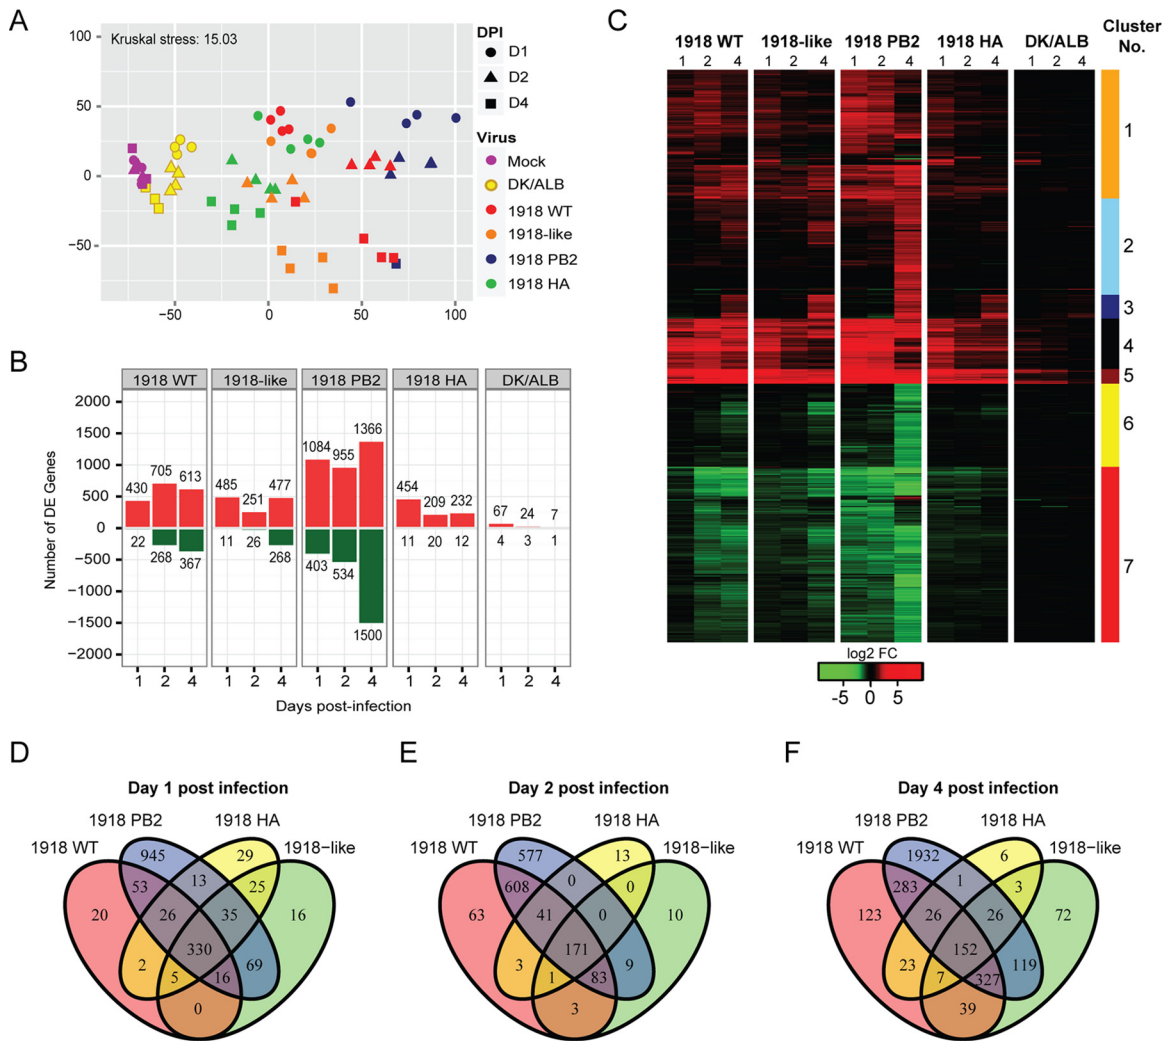 A
Kruskal stress: 15.03
100
50
0
−50
−50
0
50
100
DPI
D1
D2
D4
Virus
Mock
DK/ALB
1918 WT
1918-like
1918 PB2
1918 HA
B
1918 WT
1918-like
1918 PB2
1918 HA
DK/ALB
Number of DE Genes
2000
1500
1000
500
0
−500
−1000
−1500
−2000
430
705
613
22
268
367
485
251
477
11
26
268
1084
955
1366
403
534
1500
454
209
232
11
20
12
67
24
7
4
3
1
1 2 4
1 2 4
1 2 4
1 2 4
1 2 4
Days post-infection
C
1918 WT
1918-like
1918 PB2
1918 HA
DK/ALB
Cluster
No.
1 2 4
1 2 4
1 2 4
1 2 4
1 2 4
1
2
3
4
5
6
7
log2 FC
-5 0 5
D
Day 1 post infection
1918 PB2
1918 HA
1918 WT
1918−like
945
29
53
13
25
20
26
35
16
330
2
5
16
69
0
E
Day 2 post infection
1918 PB2
1918 HA
1918 WT
1918−like
577
13
608
0
0
63
41
0
10
171
3
1
83
9
3
F
Day 4 post infection
1918 PB2
1918 HA
1918 WT
1918−like
1932
6
283
1
3
123
26
26
72
152
23
7
327
119
39